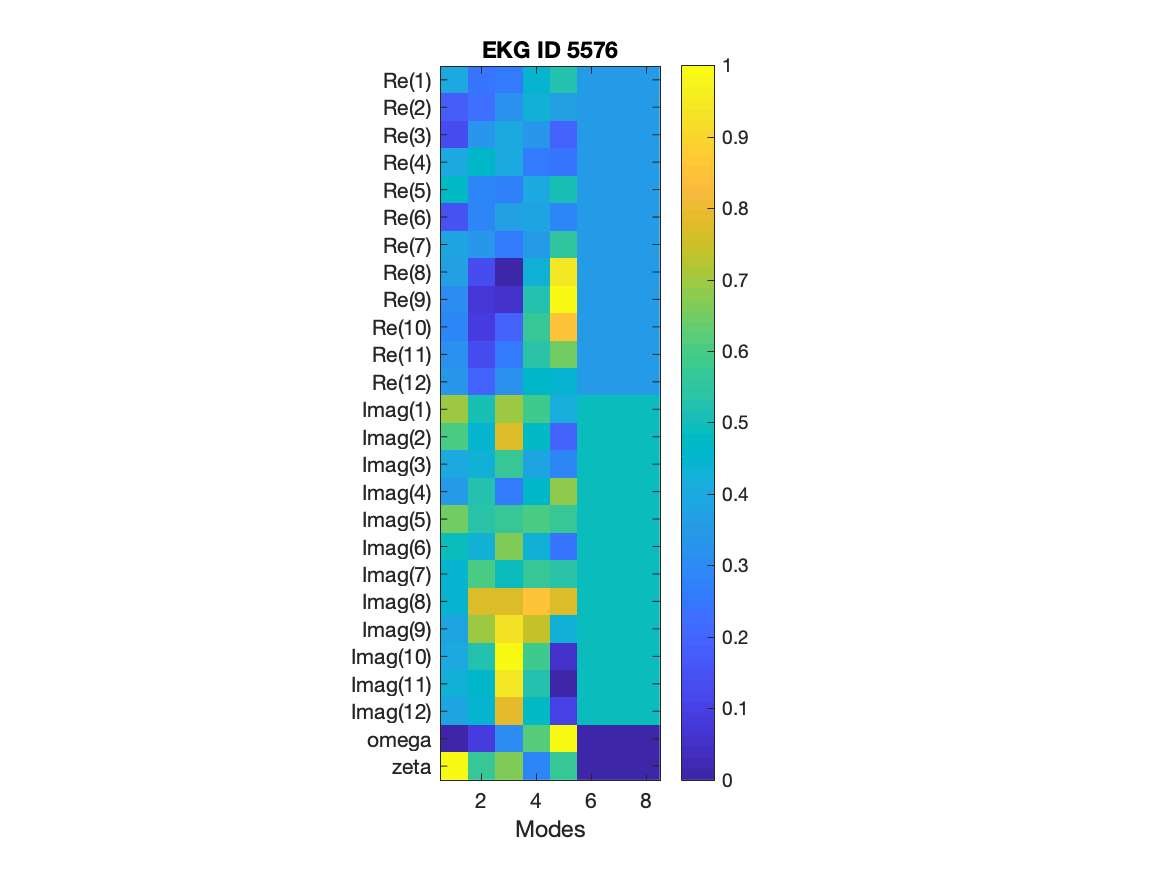 EKG ID 5576
Re(1)
Re(2)
Re(3)
Re(4)
Re(5)
Re(6)
Re(7)
Re(8)
Re(9)
Re(10)
Re(11)
Re(12)
Imag(1)
Imag(2)
Imag(3)
Imag(4)
Imag(5)
Imag(6)
Imag(7)
Imag(8)
Imag(9)
Imag(10)
Imag(11)
Imag(12)
omega
zeta
2 4 6 8
Modes
1
0.9
0.8
0.7
0.6
0.5
0.4
0.3
0.2
0.1
0